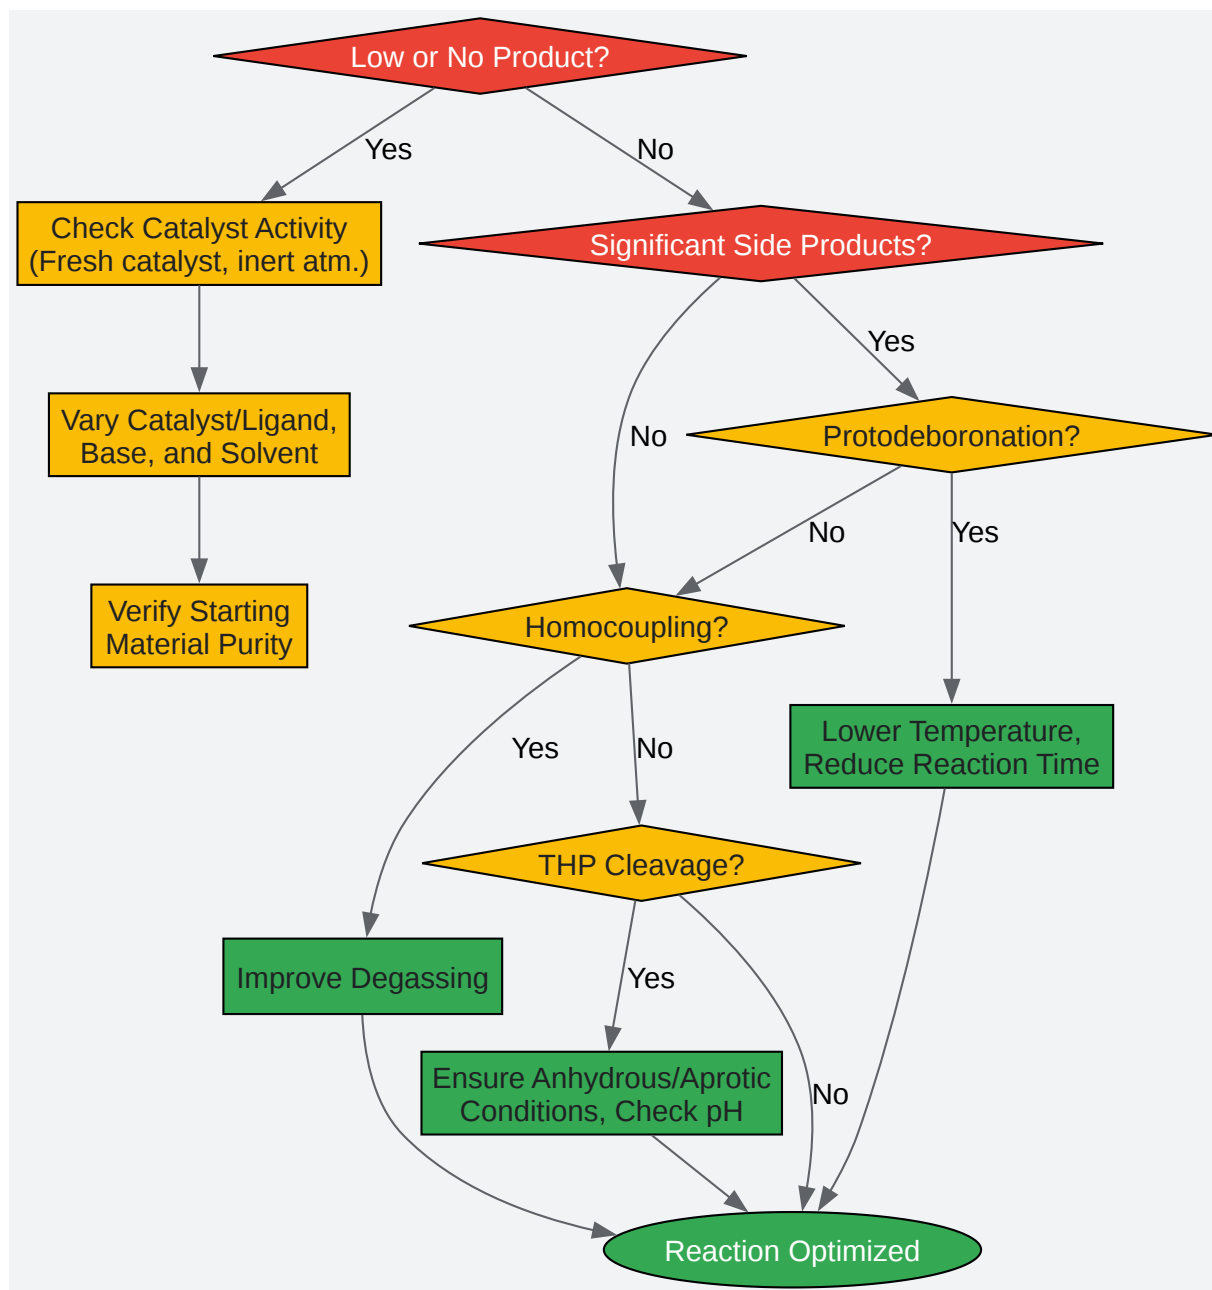 Low or No Product?
Yes
No
Check Catalyst Activity
(Fresh catalyst, inert atm.)
Significant Side Products?
Yes
Vary Catalyst/Ligand,
Base, and Solvent
No
Protodeboronation?
No
Yes
Verify Starting
Material Purity
Homocoupling?
Lower Temperature,
Reduce Reaction Time
Yes
No
THP Cleavage?
Improve Degassing
Yes
Ensure Anhydrous/Aprotic
Conditions, Check pH
No
Reaction Optimized